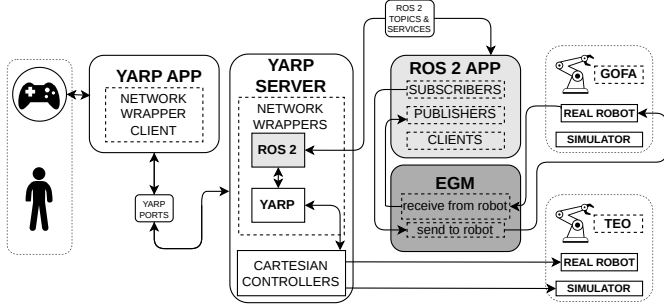 ROS 2
TOPICS &
SERVICES
YARP APP
NETWORK
WRAPPER
CLIENT
YARP
PORTS
YARP
SERVER
NETWORK
WRAPPERS
ROS 2
YARP
CARTESIAN
CONTROLLERS
ROS 2 APP
SUBSCRIBERS
PUBLISHERS
CLIENTS
EGM
receive from robot
send to robot
GOFA
REAL ROBOT
SIMULATOR
TEO
REAL ROBOT
SIMULATOR